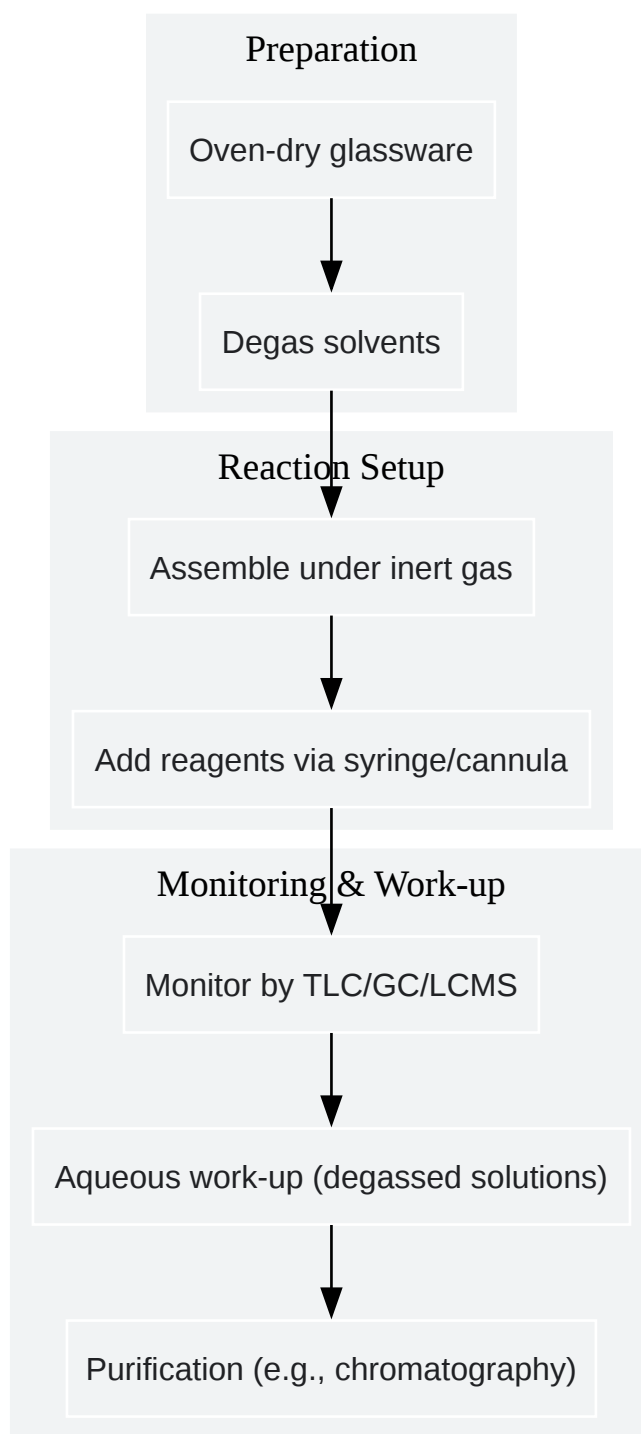 Preparation
Oven-dry glassware
Degas solvents
Reaction Setup
Assemble under inert gas
Add reagents via syringe/cannula
Monitoring & Work-up
Monitor by TLC/GC/LCMS
Aqueous work-up (degassed solutions)
Purification (e.g., chromatography)